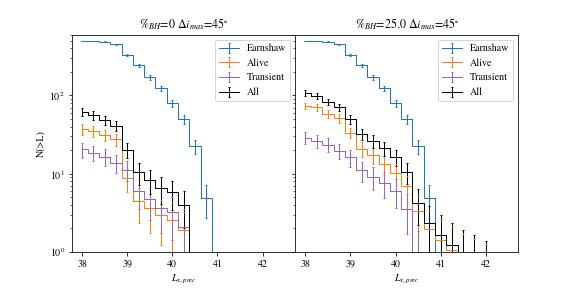 %BH=0 Δimax=45°
%BH=25.0 Δimax=45°
Earnshaw
Alive
Transient
All
Earnshaw
Alive
Transient
All
N(>L)
10²
10¹
10⁰
38 39 40 41 42
38 39 40 41 42
Lx, prec
Lx, prec